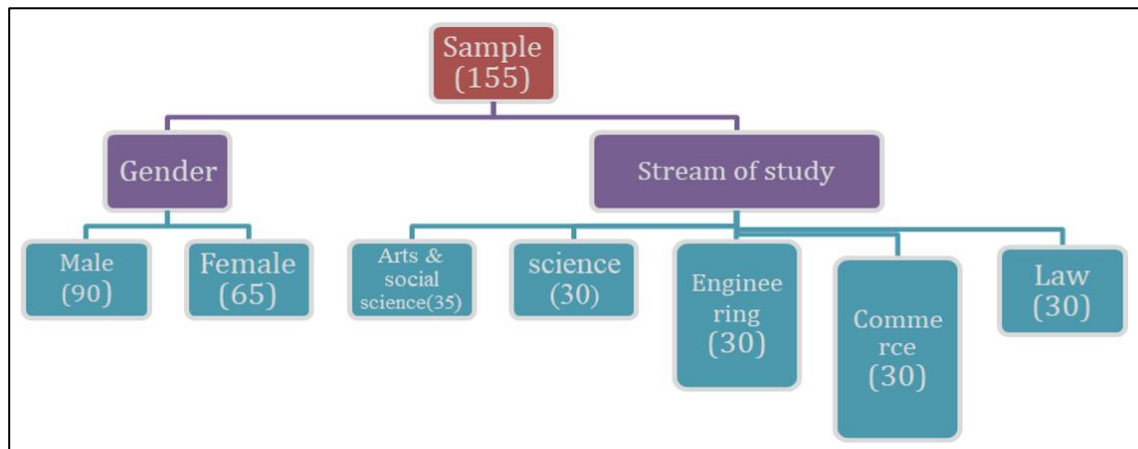 Sample
(155)
Gender
Stream of study
Male
(90)
Female
(65)
Arts &
social
science(35)
science
(30)
Enginee
ring
(30)
Comme
rce
(30)
Law
(30)